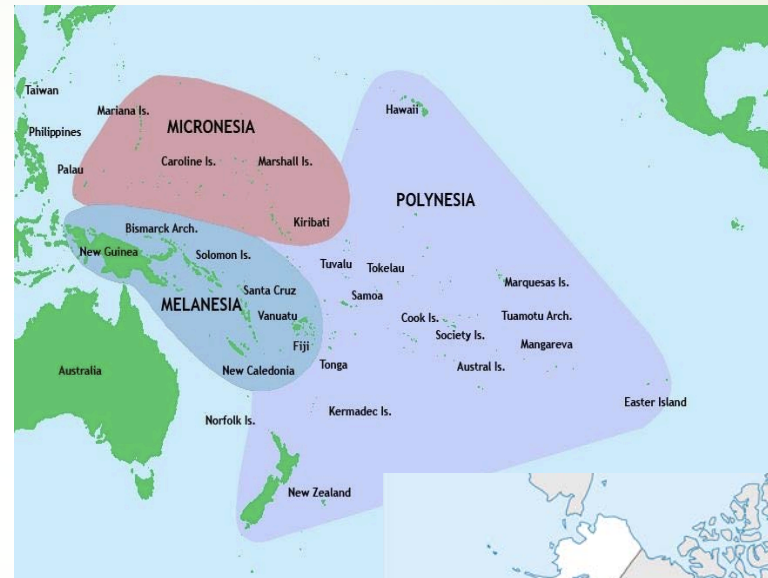 Taiwan
Hawaii
Mariana Is.
MICRONESIA
Philippines
Caroline Is.
Marshall Is.
Palau
POLYNESIA
Kiribati
Bismarck Arch.
New Guinea
Solomon Is.
Tuvalu
Tokelau
Marquesas Is.
Santa Cruz
Samoa
MELANESIA
Vanuatu
Cook Is.
Tuamotu Arch.
Society Is.
Fiji
Mangareva
Tonga
Austral Is.
Australia
New Caledonia
Easter Island
Kermadec Is.
Norfolk Is.
New Zealand